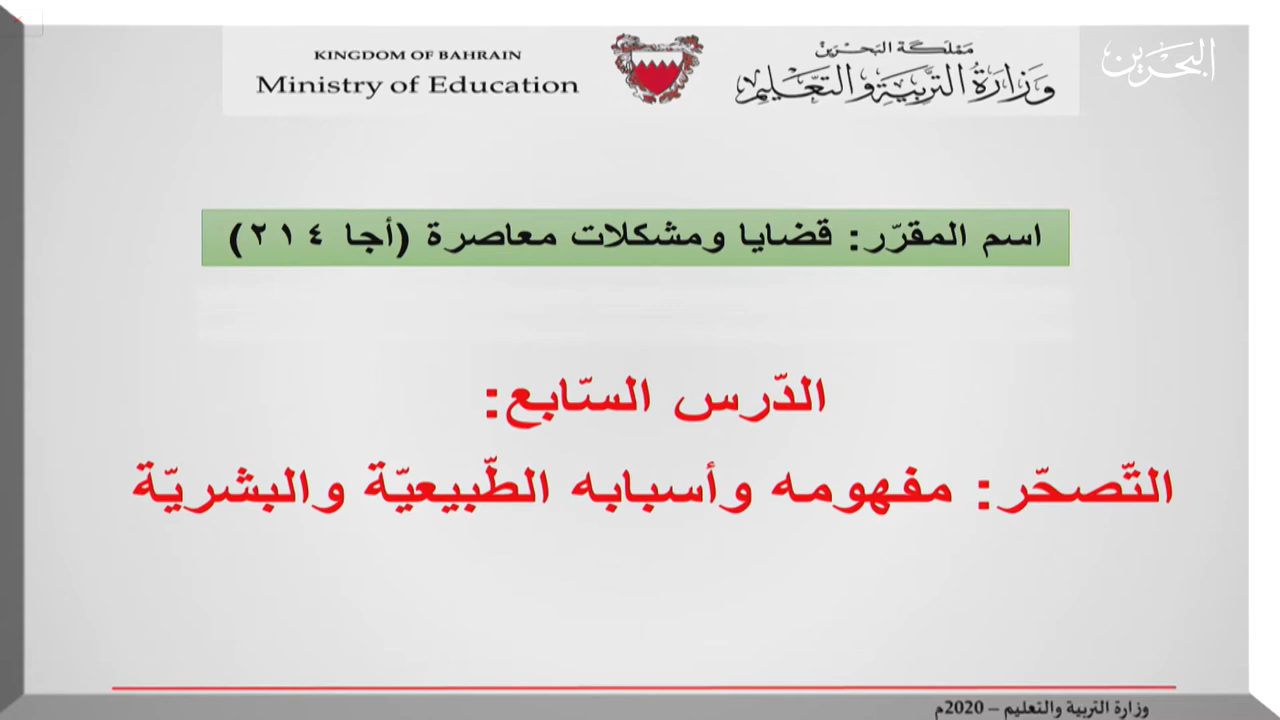 البحرين
مملكة البحرين
وزارة التربية والتعليم
KINGDOM OF BAHRAIN
Ministry of Education
اسم المقرّر: قضايا ومشكلات معاصرة (أجا ٢١٤)
الدّرس السّابع:
التّصحّر: مفهومه وأسبابه الطّبيعيّة والبشريّة
وزارة التربية والتعليم – 2020م